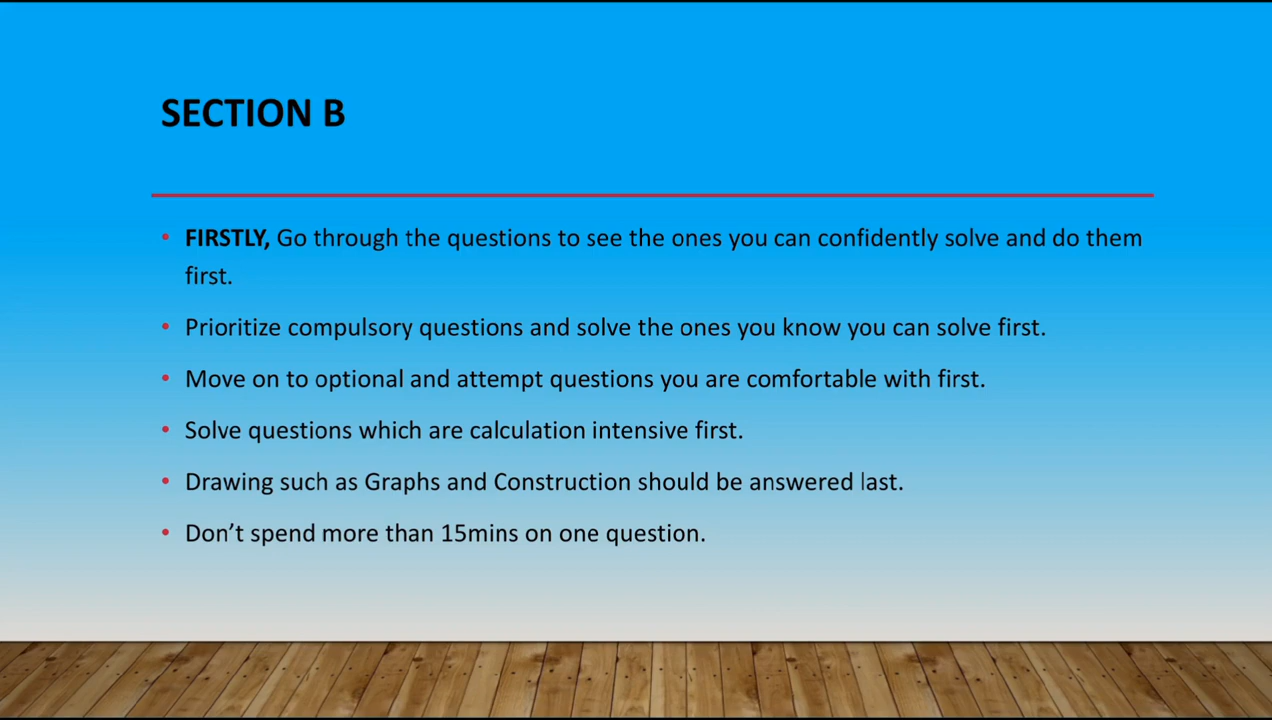 SECTION B
• FIRSTLY, Go through the questions to see the ones you can confidently solve and do them
first.
• Prioritize compulsory questions and solve the ones you know you can solve first.
• Move on to optional and attempt questions you are comfortable with first.
• Solve questions which are calculation intensive first.
• Drawing such as Graphs and Construction should be answered last.
• Don’t spend more than 15mins on one question.